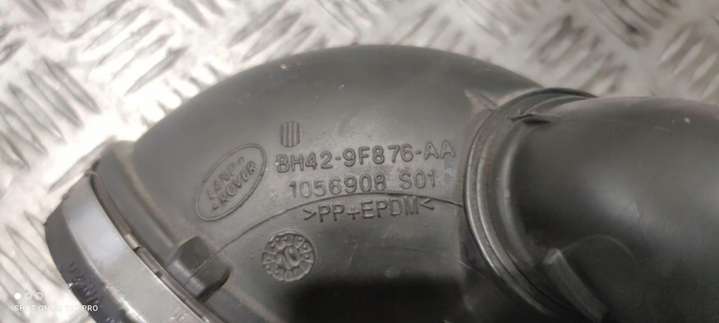 BH42-9F876-AA
LAND
ROVER
1056908 S01
>PP+EPDM<